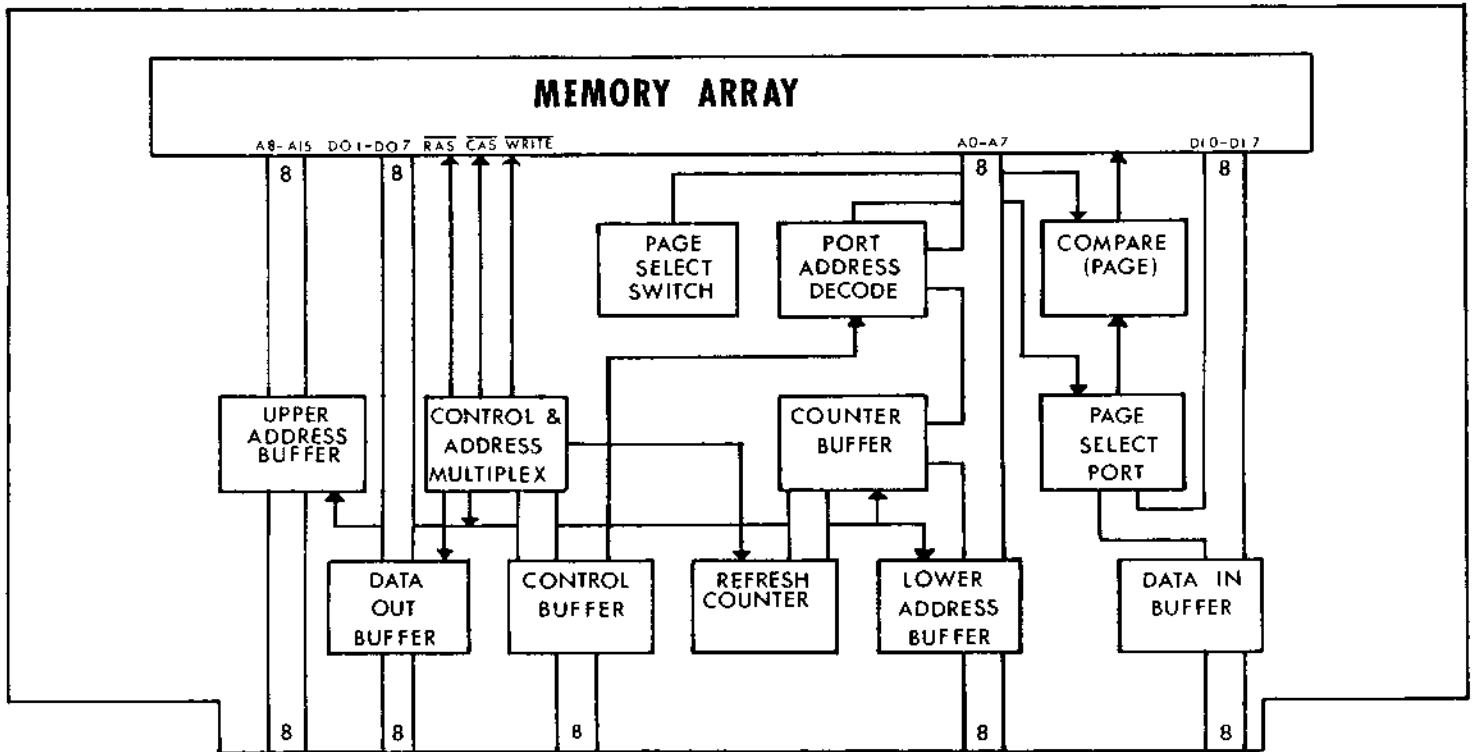 MEMORY ARRAY
A8-A15 DO1-DO7 RAS CAS WRITE A0-A7 DI0-DI7
8 8 8 8
PAGE
SELECT
SWITCH
PORT
ADDRESS
DECODE
COMPARE
(PAGE)
UPPER
ADDRESS
BUFFER
CONTROL &
ADDRESS
MULTIPLEX
COUNTER
BUFFER
PAGE
SELECT
PORT
DATA
OUT
BUFFER
CONTROL
BUFFER
REFRESH
COUNTER
LOWER
ADDRESS
BUFFER
DATA IN
BUFFER
8 8 8 8 8